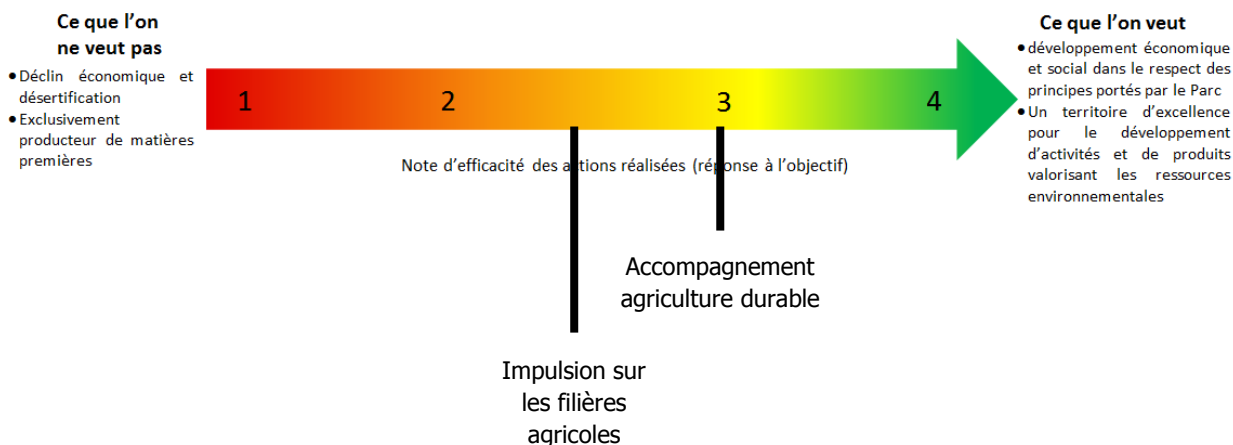 Ce que l'on
ne veut pas
• Déclin économique et
désertification
• Exclusivement
producteur de matières
premières
1
2
3
4
Ce que l'on veut
• développement économique
et social dans le respect des
principes portés par le Parc
• Un territoire d'excellence
pour le développement
d'activités et de produits
valorisant les ressources
environnementales
Note d'efficacité des actions réalisées (réponse à l'objectif)
Accompagnement
agriculture durable
Impulsion sur
les filières
agricoles